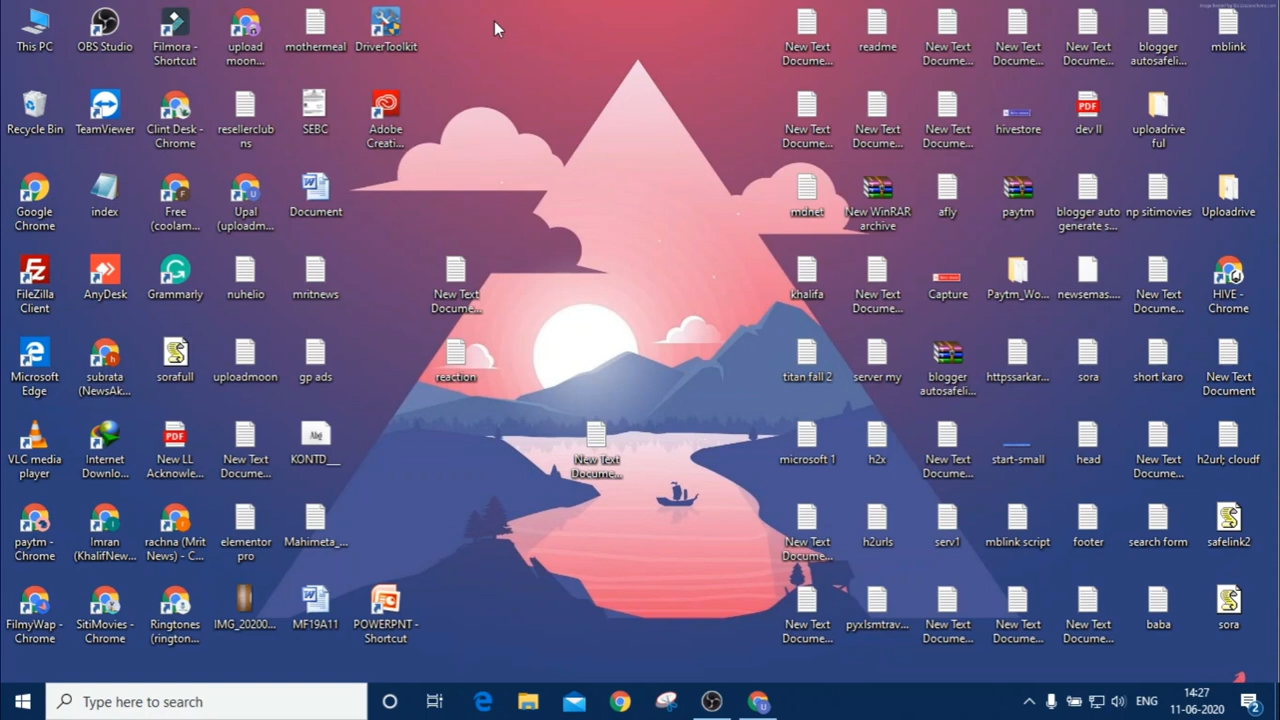 This PC
OBS Studio
Filmora -
Shortcut
upload
moon...
mothermeal
DriverToolkit
New Text
Docume...
readme
New Text
Docume...
New Text
Docume...
New Text
Docume...
blogger
autosafeli...
mblink
Recycle Bin
TeamViewer
Clint Desk -
Chrome
resellerclub
ns
SEBC
Adobe
Creati...
New Text
Docume...
New Text
Docume...
New Text
Docume...
hivestore
PDF
dev II
uploadrive
ful
Google
Chrome
index
Free
(coolam...
Upal
(uploadm...
Document
mdnet
New WinRAR
archive
afly
paytm
blogger auto
generate s...
np sitimovies
Uploadrive
FileZilla
Client
AnyDesk
Grammarly
nuhelio
mritnews
New Text
Docume...
khalifa
New Text
Docume...
Capture
Paytm_Wo...
newsemas....
New Text
Docume...
HIVE -
Chrome
Microsoft
Edge
subrata
(NewsAk...
sorafull
uploadmoon
gp ads
reaction
titan fall 2
server my
blogger
autosafeli...
httpssarkar...
sora
short karo
New Text
Document
VLC media
player
Internet
Downlo...
PDF
New LL
Acknowle...
New Text
Docume...
KONTD__
New Text
Docume...
microsoft 1
h2x
New Text
Docume...
start-small
head
New Text
Docume...
h2url; cloudf
paytm -
Chrome
Imran
(KhalifNew...
rachna (Mrit
News) - C...
elementor
pro
Mahimeta_...
New Text
Docume...
h2urls
serv1
mblink script
footer
search form
safelink2
FilmyWap -
Chrome
SitiMovies -
Chrome
Ringtones
(rington...
IMG_20200...
MF19A11
POWERPNT -
Shortcut
New Text
Docume...
pyxlsmtrav...
New Text
Docume...
New Text
Docume...
New Text
Docume...
baba
sora
Type here to search
ENG
14:27
11-06-2020
2